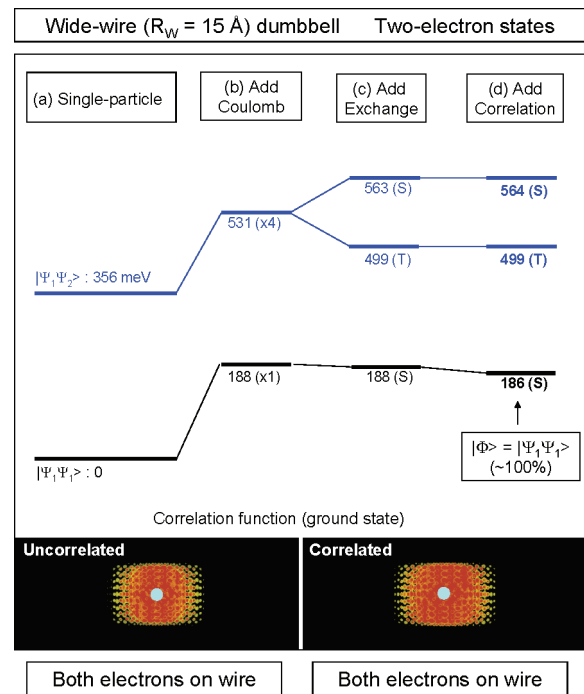 Wide-wire (R_W = 15 Å) dumbbell Two-electron states
(a) Single-particle
(b) Add
Coulomb
(c) Add
Exchange
(d) Add
Correlation
563 (S)
564 (S)
531 (x4)
499 (T)
499 (T)
|Ψ₁Ψ₂> : 356 meV
188 (x1)
188 (S)
186 (S)
|Ψ₁Ψ₁> : 0
|Φ> = |Ψ₁Ψ₁>
(~100%)
Correlation function (ground state)
Uncorrelated
Correlated
Both electrons on wire
Both electrons on wire